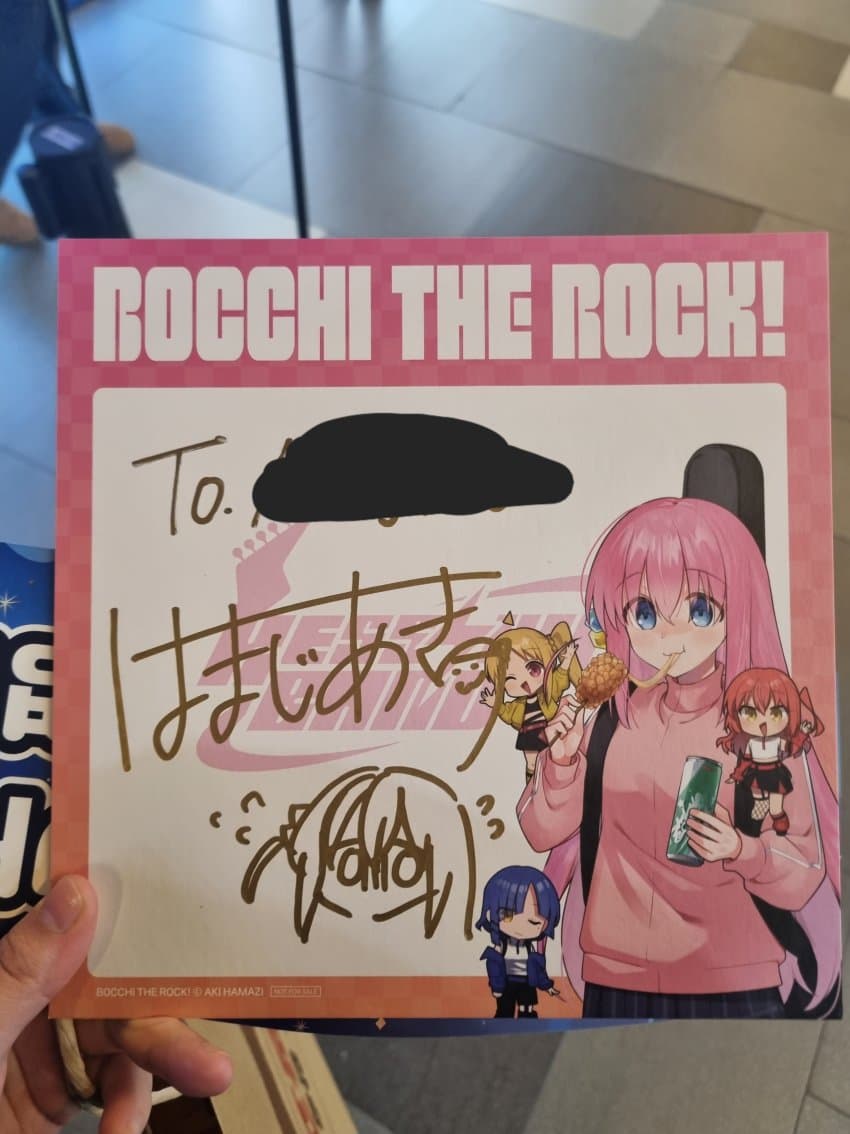 BOCCHI THE ROCK!
To.
はまじあき
BOCCHI THE ROCK! © AKI HAMAZI NOT FOR SALE